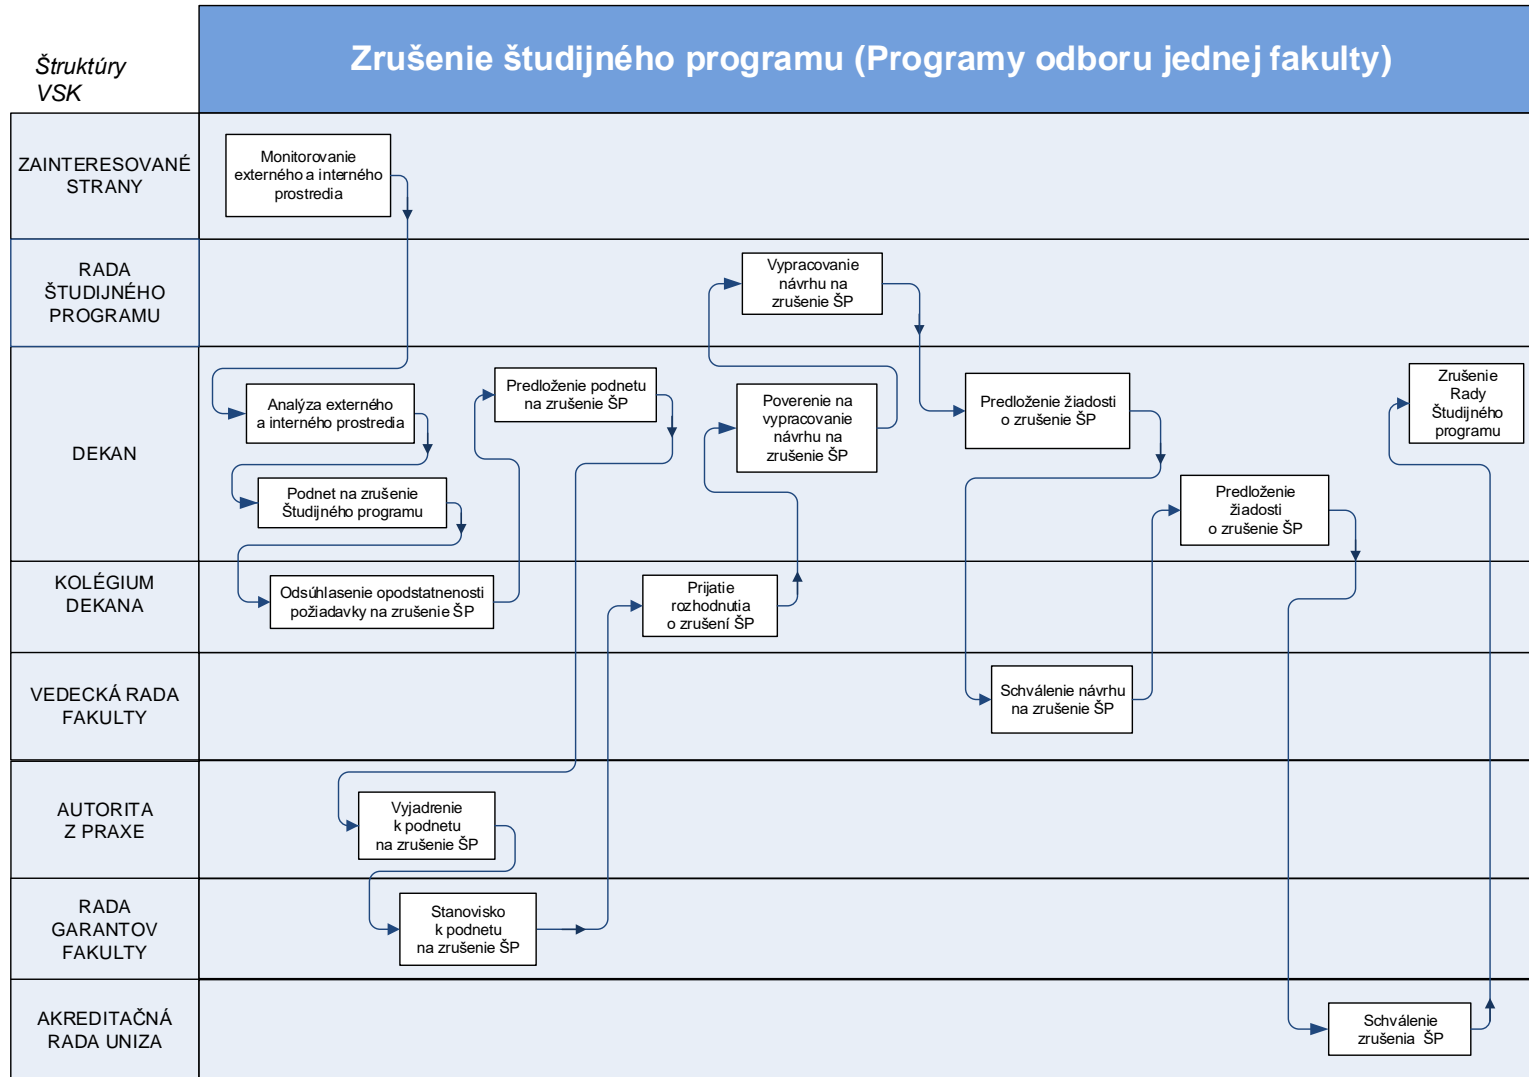 Štruktúry
VSK
Zrušenie študijného programu (Programy odboru jednej fakulty)
ZAINTERESOVANÉ
STRANY
Monitorovanie
externého a interného
prostredia
RADA
ŠTUDIJNÉHO
PROGRAMU
Vypracovanie
návrhu na
zrušenie ŠP
DEKAN
Analýza externého
a interného prostredia
Podnet na zrušenie
Študijného programu
Predloženie podnetu
na zrušenie ŠP
Poverenie na
vypracovanie
návrhu na
zrušenie ŠP
Predloženie žiadosti
o zrušenie ŠP
Predloženie
žiadosti
o zrušenie ŠP
Zrušenie
Rady
Študijného
programu
KOLÉGIUM
DEKANA
Odsúhlasenie opodstatnenosti
požiadavky na zrušenie ŠP
Prijatie
rozhodnutia
o zrušení ŠP
VEDECKÁ RADA
FAKULTY
Schválenie návrhu
na zrušenie ŠP
AUTORITA
Z PRAXE
Vyjadrenie
k podnetu
na zrušenie ŠP
RADA
GARANTOV
FAKULTY
Stanovisko
k podnetu
na zrušenie ŠP
AKREDITAČNÁ
RADA UNIZA
Schválenie
zrušenia ŠP